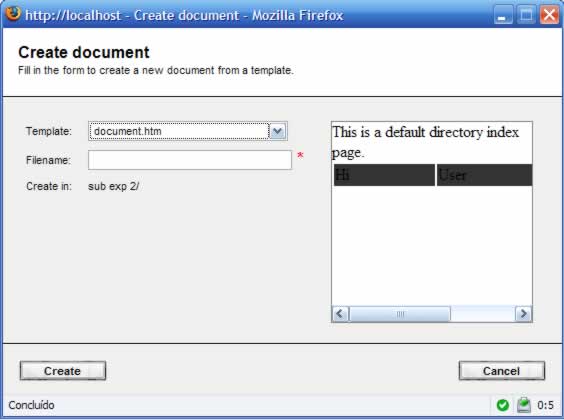 http://localhost - Create document - Mozilla Firefox
Create document
Fill in the form to create a new document from a template.
Template: document.htm
Filename: *
Create in: sub exp 2/
This is a default directory index
page.
Hi User
Create Cancel
Concluído 0:5